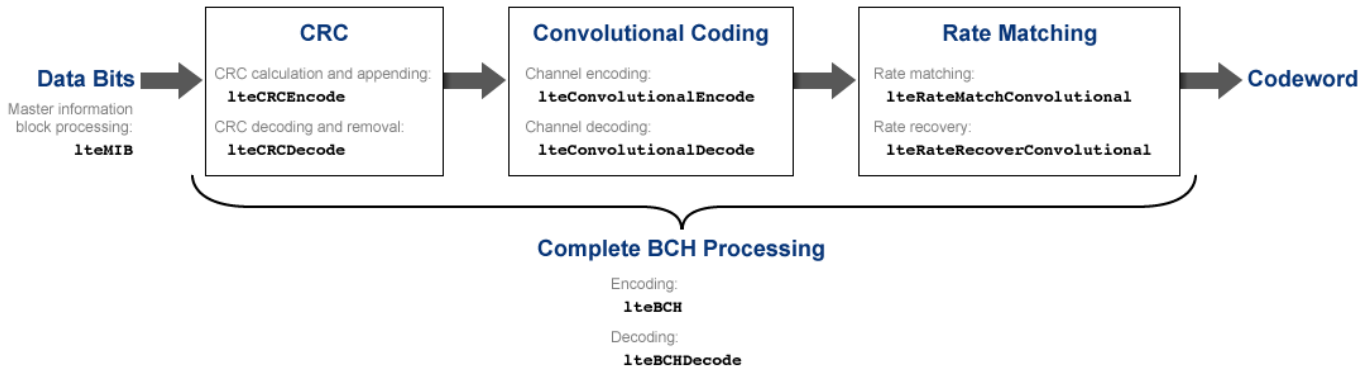 Data Bits
Master information
block processing:
lteMIB
CRC
CRC calculation and appending:
lteCRCEncode
CRC decoding and removal:
lteCRCDecode
Convolutional Coding
Channel encoding:
lteConvolutionalEncode
Channel decoding:
lteConvolutionalDecode
Rate Matching
Rate matching:
lteRateMatchConvolutional
Rate recovery:
lteRateRecoverConvolutional
Codeword
Complete BCH Processing
Encoding:
lteBCH
Decoding:
lteBCHDecode